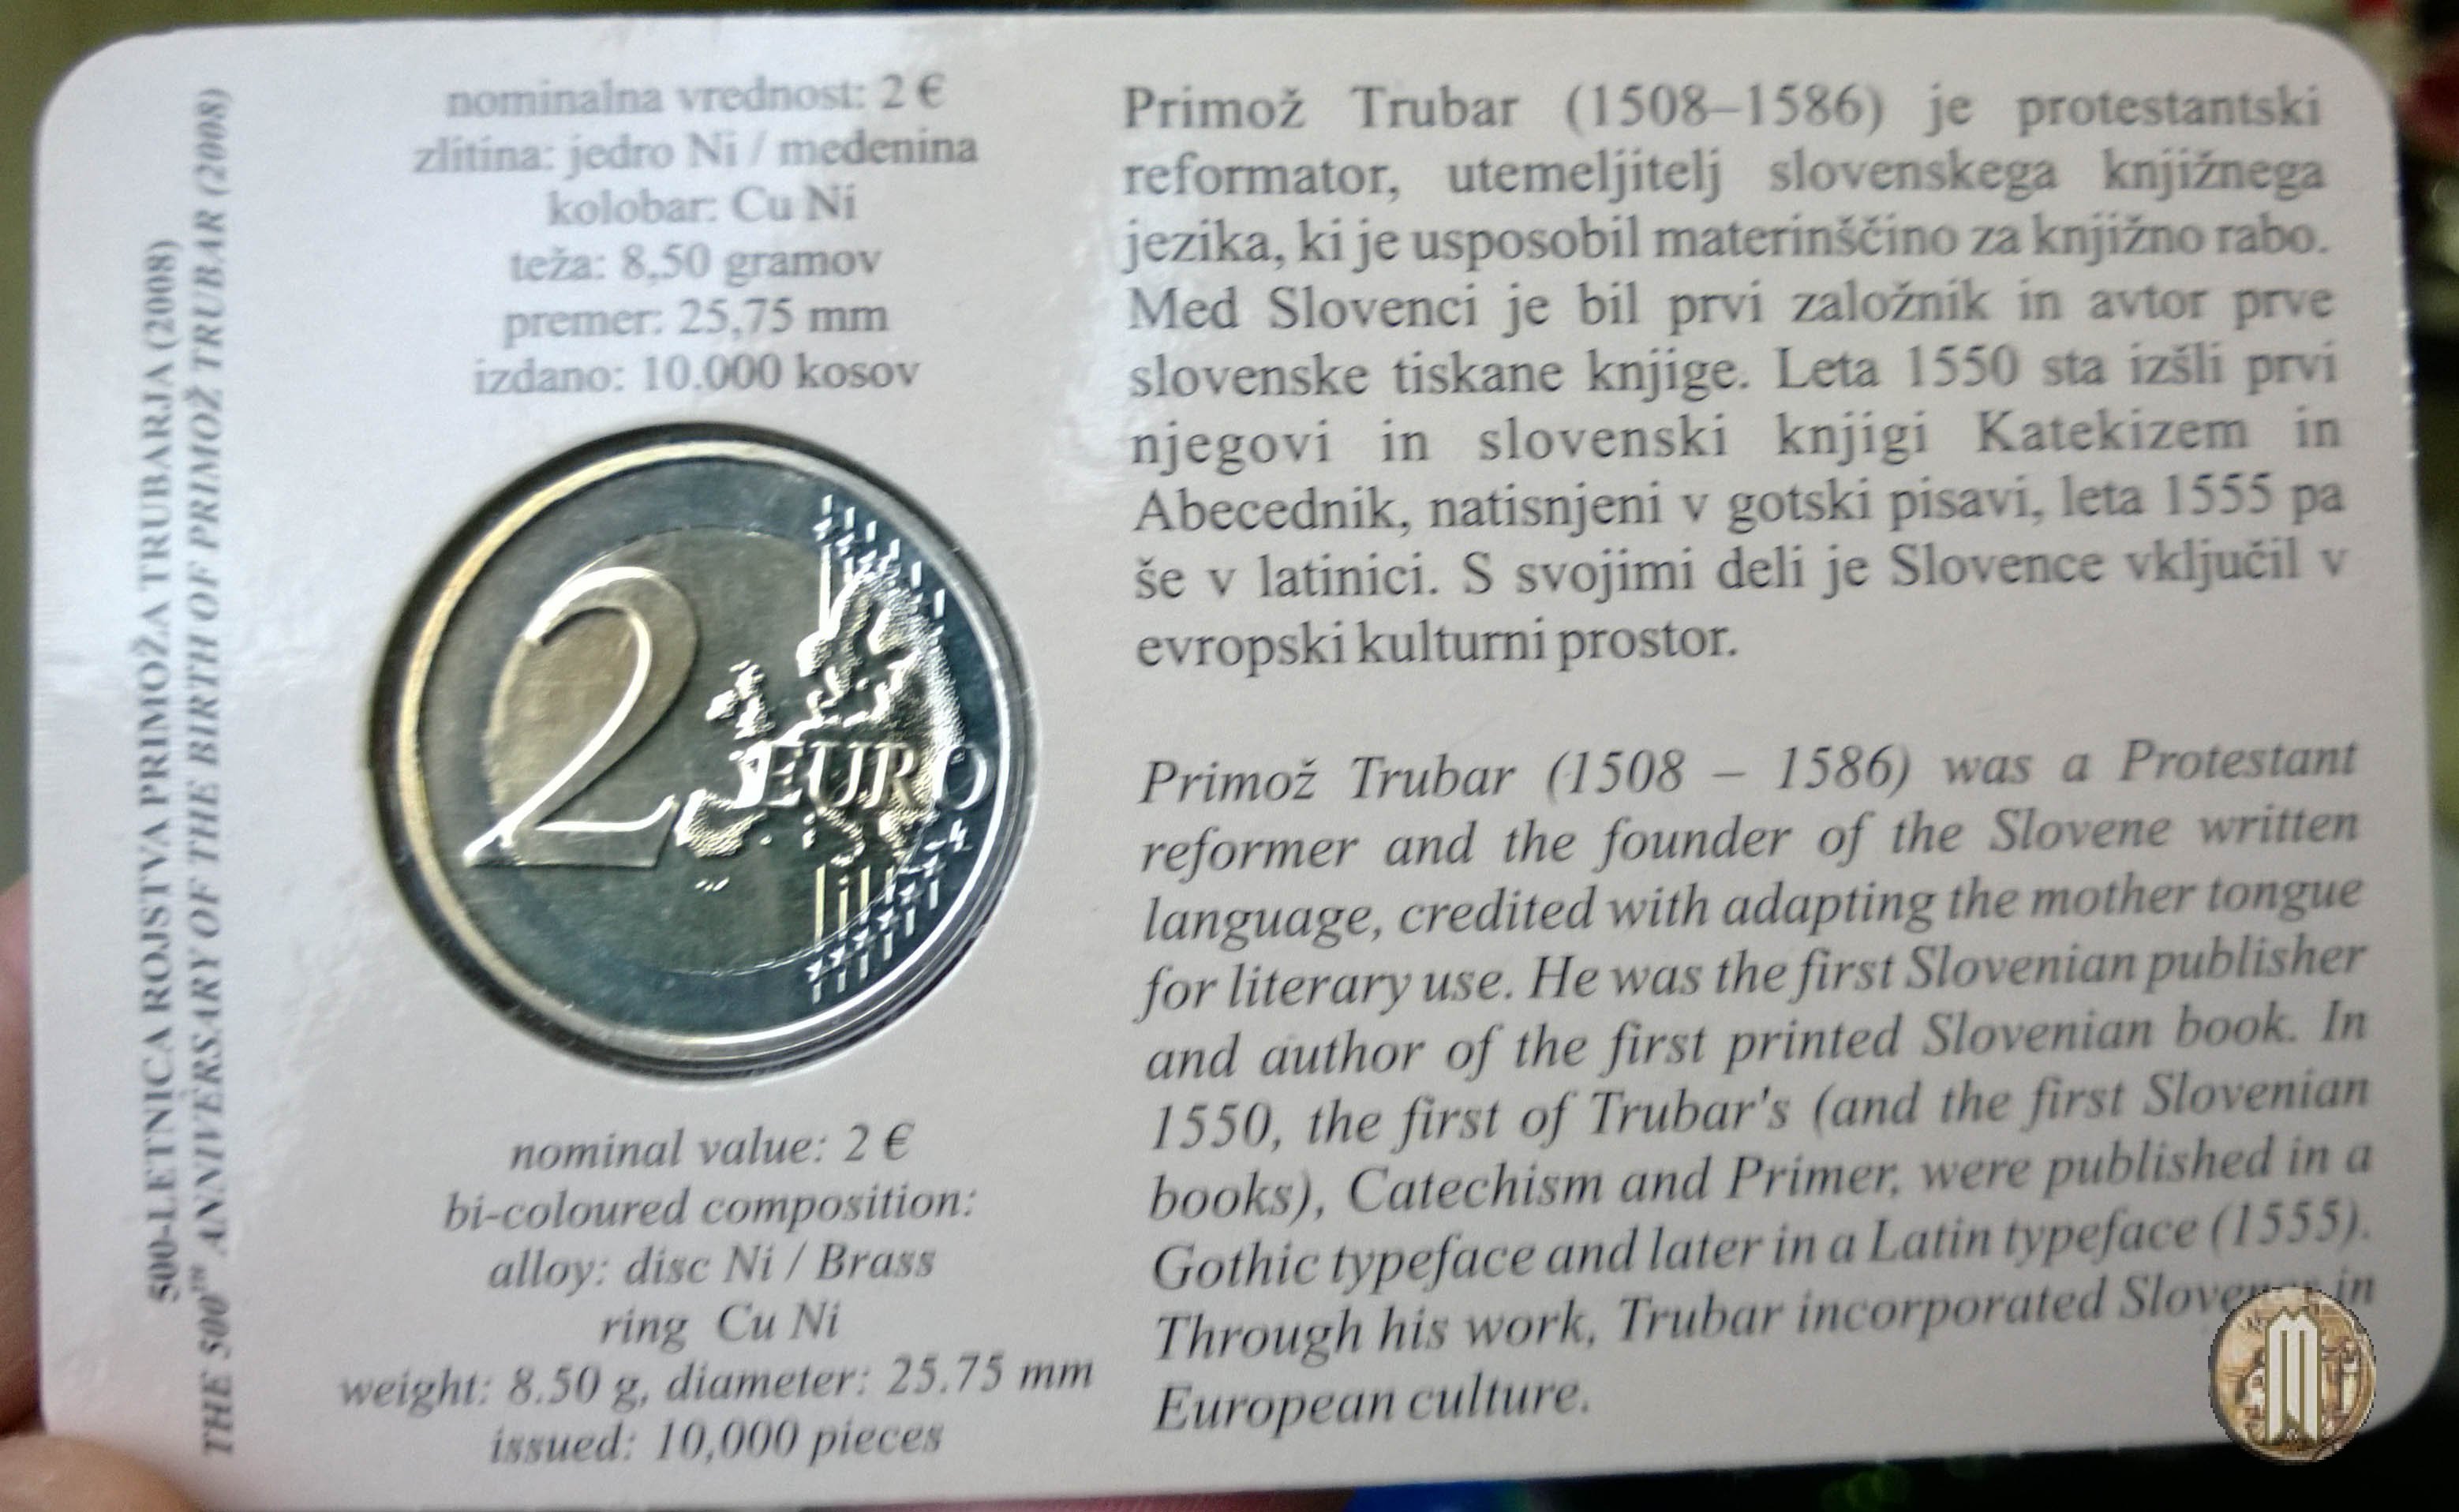 500-LETNICA ROJSTVA PRIMOŽA TRUBARJA (2008)
THE 500TH ANNIVERSARY OF THE BIRTH OF PRIMOŽ TRUBAR (2008)
nominalna vrednost: 2 €
zlitina: jedro Ni / medenina
kolobar: Cu Ni
teža: 8,50 gramov
premer: 25,75 mm
izdano: 10.000 kosov
2 EURO
LL
nominal value: 2 €
bi-coloured composition:
alloy: disc Ni / Brass
ring Cu Ni
weight: 8.50 g, diameter: 25.75 mm
issued: 10,000 pieces
Primož Trubar (1508–1586) je protestantski
reformator, utemeljitelj slovenskega knjižnega
jezika, ki je usposobil materinščino za knjižno rabo.
Med Slovenci je bil prvi založnik in avtor prve
slovenske tiskane knjige. Leta 1550 sta izšli prvi
njegovi in slovenski knjigi Katekizem in
Abecednik, natisnjeni v gotski pisavi, leta 1555 pa
še v latinici. S svojimi deli je Slovence vključil v
evropski kulturni prostor.
Primož Trubar (1508 – 1586) was a Protestant
reformer and the founder of the Slovene written
language, credited with adapting the mother tongue
for literary use. He was the first Slovenian publisher
and author of the first printed Slovenian book. In
1550, the first of Trubar's (and the first Slovenian
books), Catechism and Primer, were published in a
Gothic typeface and later in a Latin typeface (1555).
Through his work, Trubar incorporated in
European culture.
M